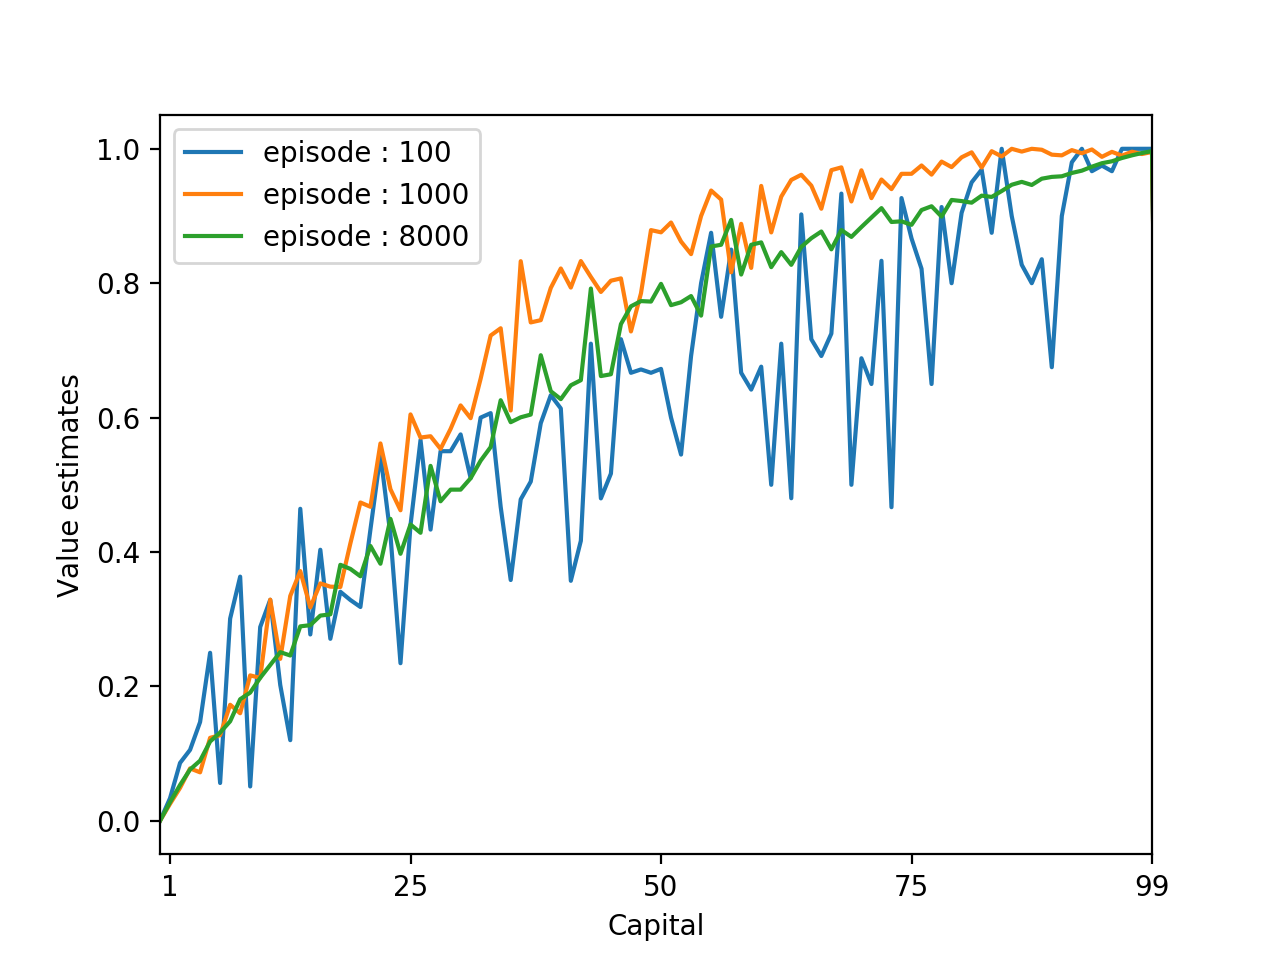 episode : 100
episode : 1000
episode : 8000
1.0
0.8
0.6
0.4
0.2
0.0
Value estimates
1 25 50 75 99
Capital